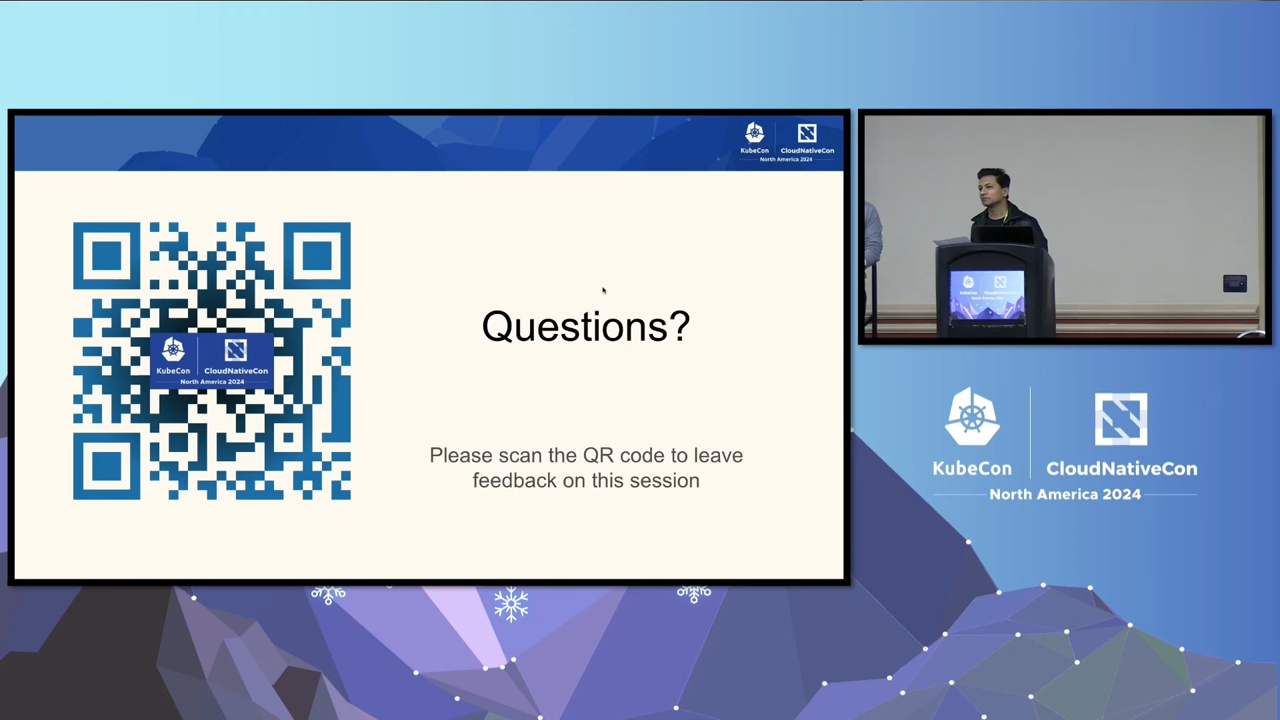 KubeCon
CloudNativeCon
North America 2024
KubeCon
CloudNativeCon
North America 2024
Questions?
Please scan the QR code to leave
feedback on this session
KubeCon
CloudNativeCon
North America 2024